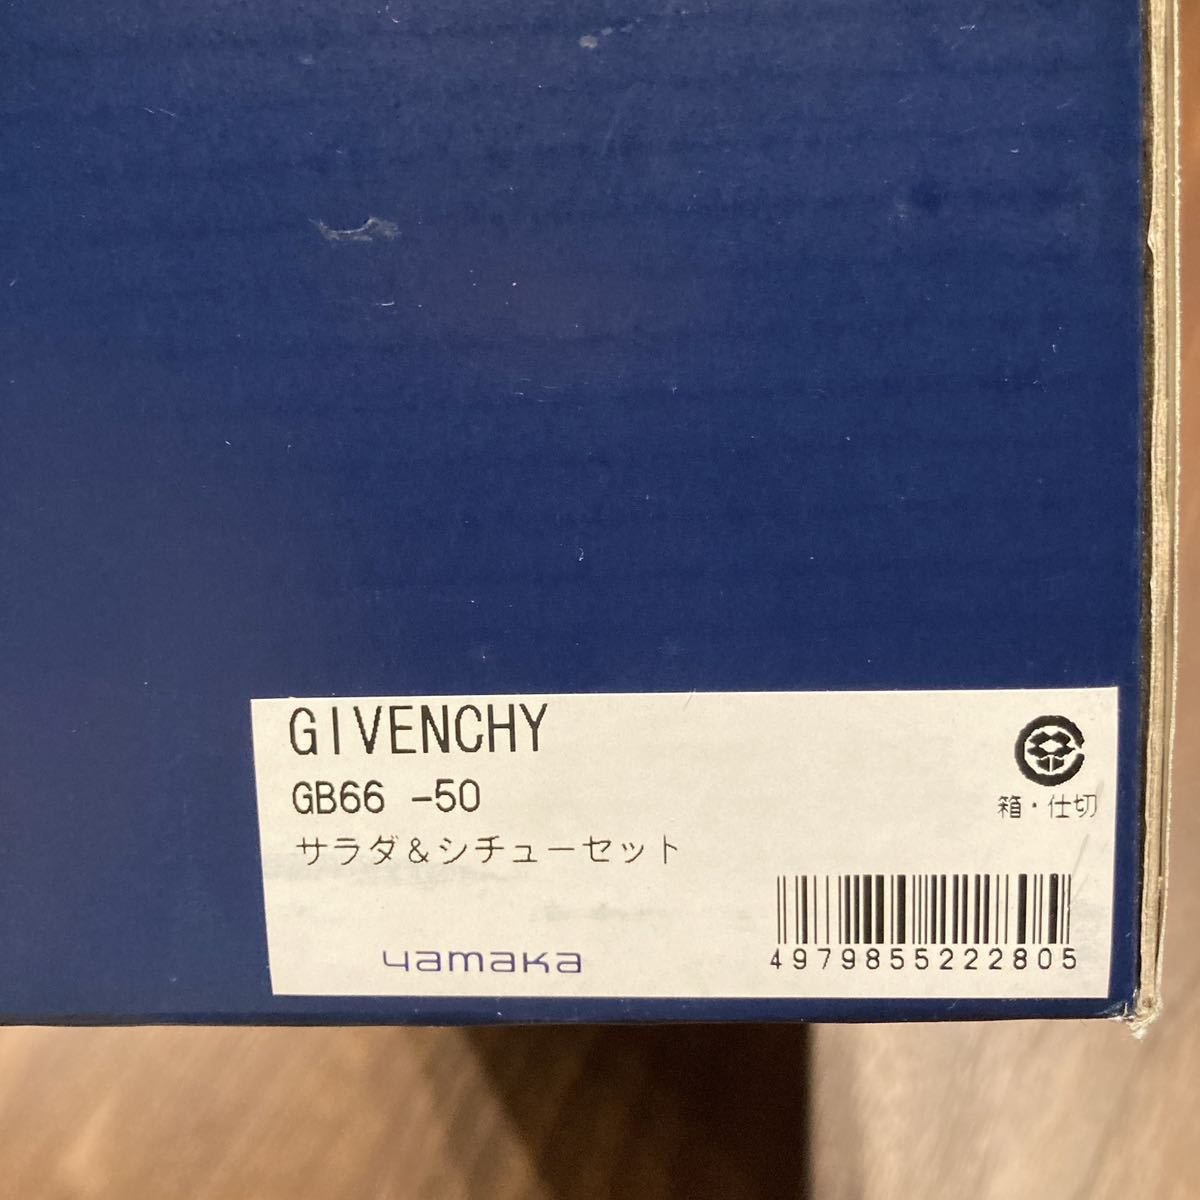 GIVENCHY
GB66 -50
サラダ&シチューセット
箱・仕切
yamaka
4979855222805